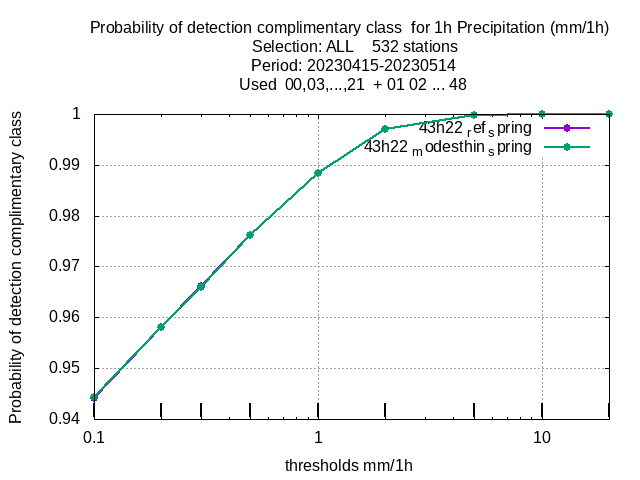 Probability of detection complimentary class for 1h Precipitation (mm/1h)
Selection: ALL 532 stations
Period: 20230415-20230514
Used 00,03,...,21 + 01 02 ... 48
Probability of detection complimentary class
1
0.99
0.98
0.97
0.96
0.95
0.94
43h22 ref spring
43h22 modesthin spring
0.1
1
10
thresholds mm/1h